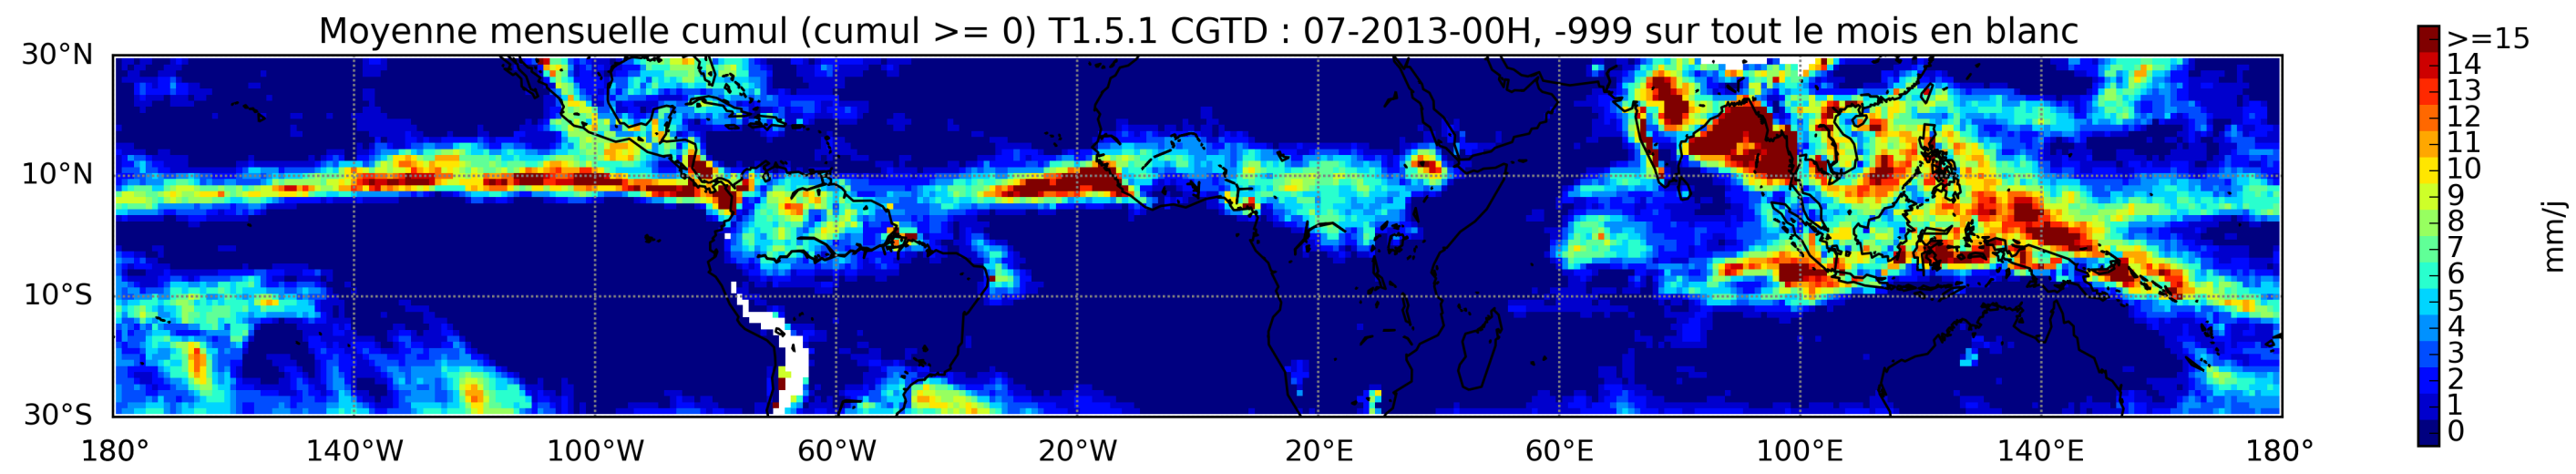 Moyenne mensuelle cumul (cumul >= 0) T1.5.1 CGTD : 07-2013-00H, -999 sur tout le mois en blanc
30°N
10°N
10°S
30°S
180°
140°W
100°W
60°W
20°W
20°E
60°E
100°E
140°E
180°
>=15
14
13
12
11
10
9
8
7
6
5
4
3
2
1
0
mm/j